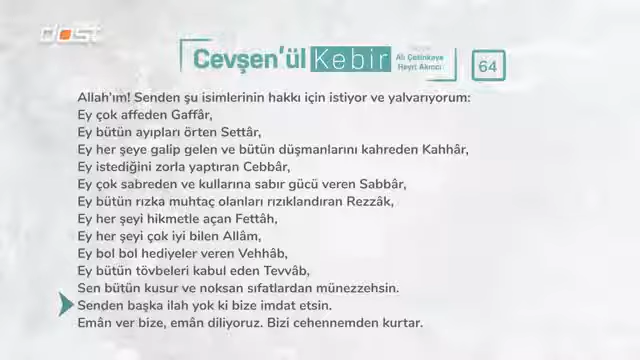 dost
Cevşen'ül Kebir
Ali Çetinkaya
Hayri Akıncı
64
Allah'ım! Senden şu isimlerinin hakkı için istiyor ve yalvarıyorum:
Ey çok affeden Gaffâr,
Ey bütün ayıpları örten Settâr,
Ey her şeye galip gelen ve bütün düşmanlarını kahreden Kahhâr,
Ey istediğini zorla yaptıran Cebbâr,
Ey çok sabreden ve kullarına sabır gücü veren Sabbâr,
Ey bütün rızka muhtaç olanları rızıklandıran Rezzâk,
Ey her şeyi hikmetle açan Fettâh,
Ey her şeyi çok iyi bilen Allâm,
Ey bol bol hediyeler veren Vehhâb,
Ey bütün tövbeleri kabul eden Tevvâb,
Sen bütün kusur ve noksan sıfatlardan münezzehsin.
Senden başka ilah yok ki bize imdat etsin.
Emân ver bize, emân diliyoruz. Bizi cehennemden kurtar.